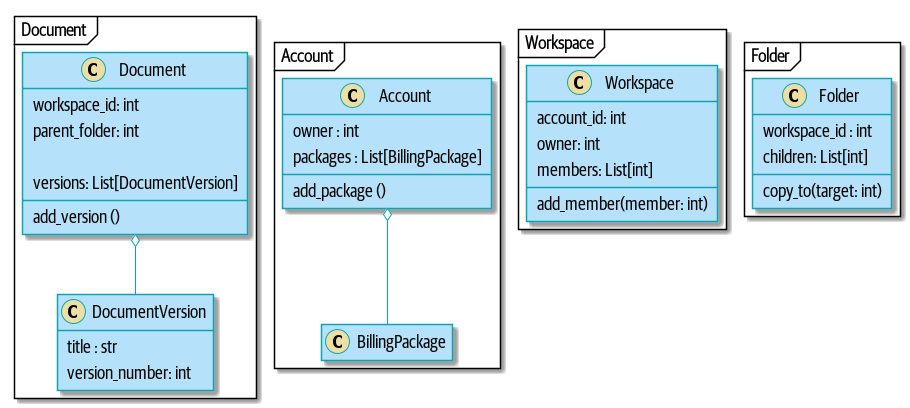 Document
C Document
workspace_id: int
parent_folder: int
versions: List[DocumentVersion]
add_version ()
C DocumentVersion
title : str
version_number: int
Account
C Account
owner : int
packages : List[BillingPackage]
add_package ()
C BillingPackage
Workspace
C Workspace
account_id: int
owner: int
members: List[int]
add_member(member: int)
Folder
C Folder
workspace_id : int
children: List[int]
copy_to(target: int)